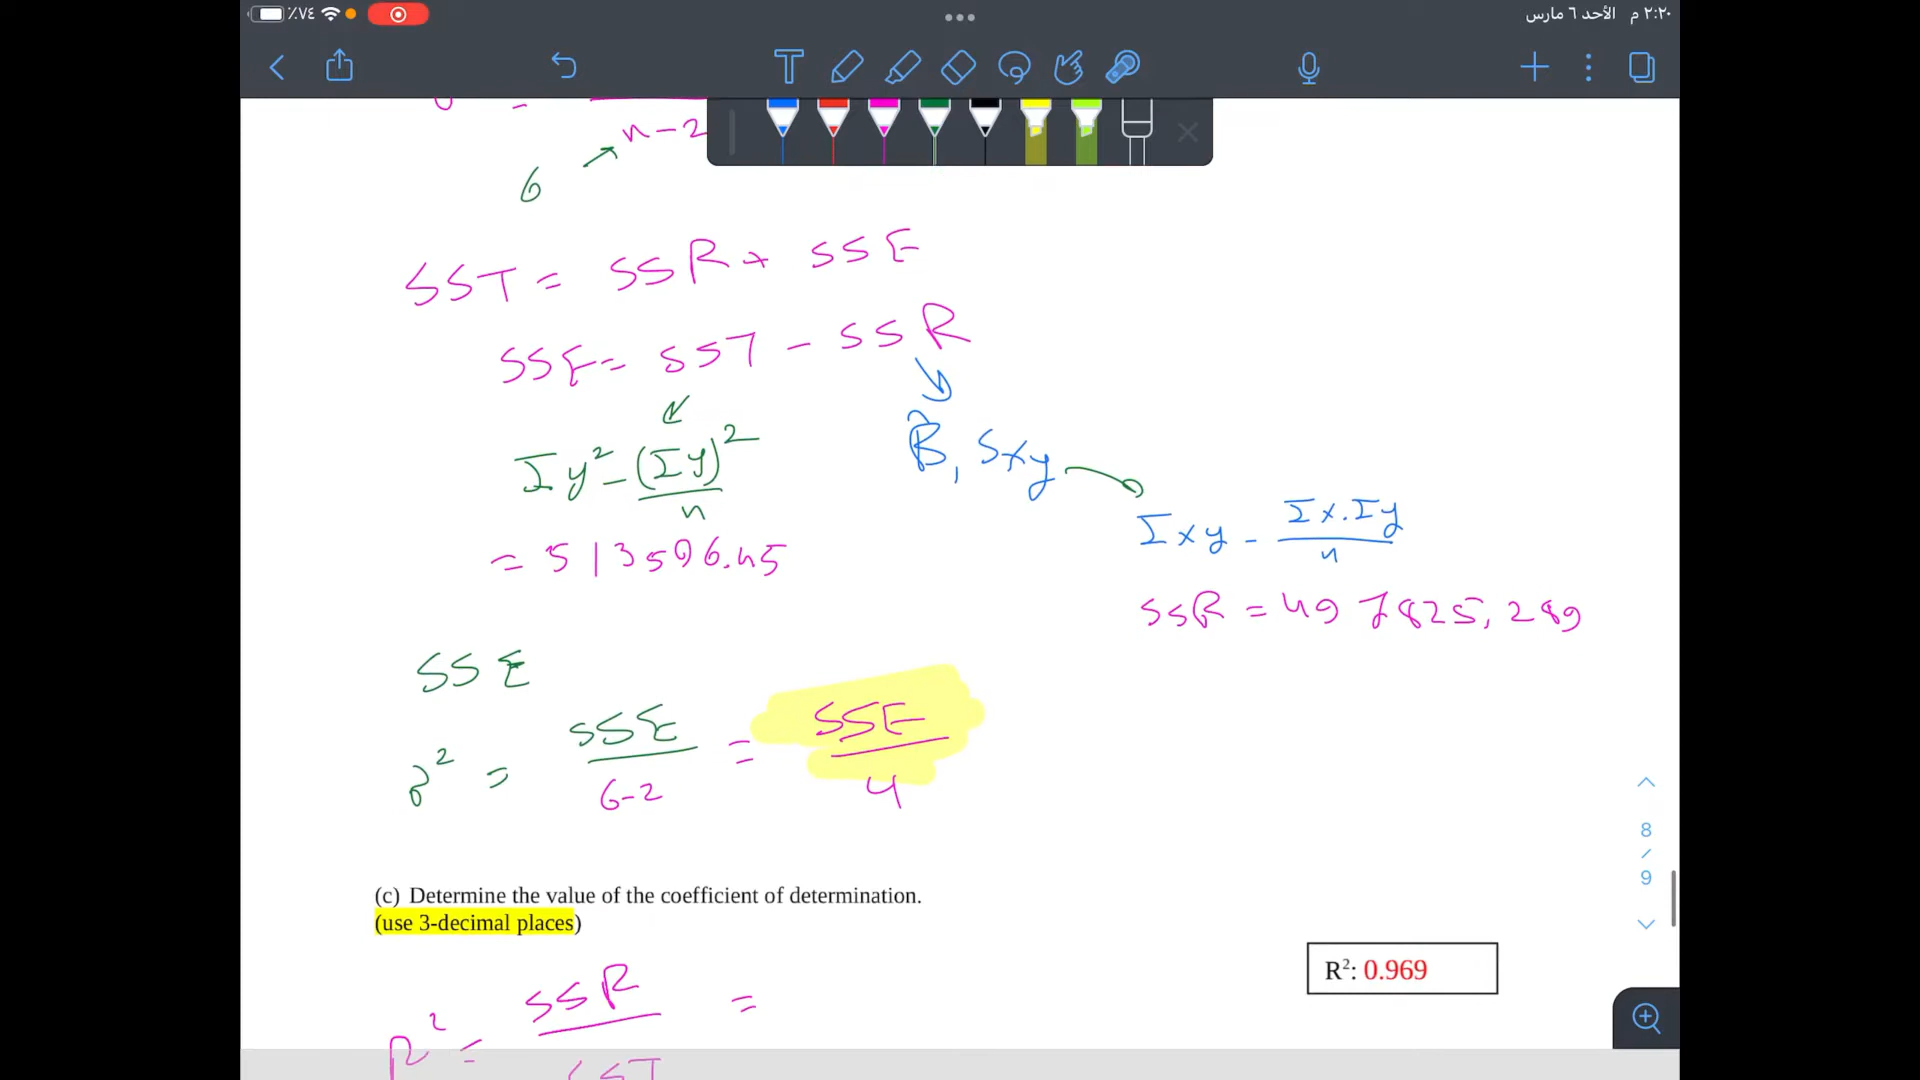 ٪٧٤
٢:٢٠ م الأحد ٦ مارس
=
n-2
6
SST = SSR + SSE
SSE = SST - SSR
Σy² - (Σy)²
n
B̂, Sxy
Σxy - Σx.Σy
n
= 513596.45
SSR = 497825,289
SSE
σ² = SSE = SSE
6-2 4
(c) Determine the value of the coefficient of determination.
(use 3-decimal places)
R²: 0.969
R² = SSR =
SST
8
/
9